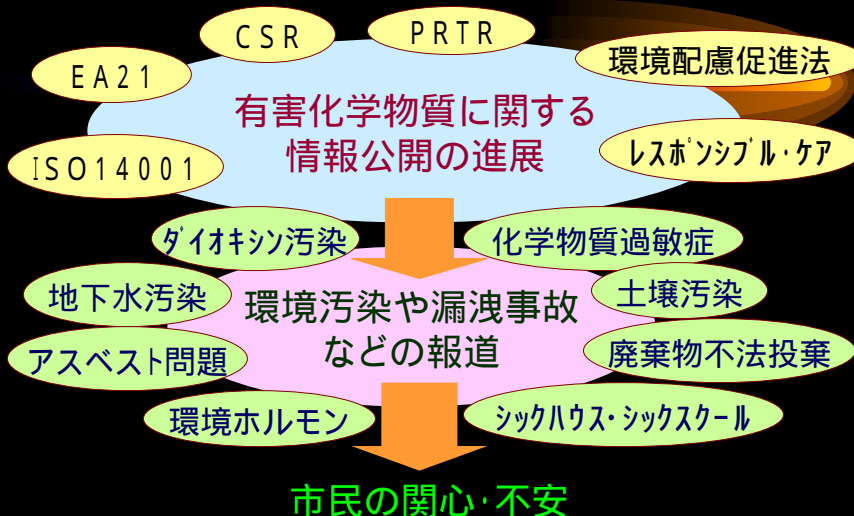 CSR
PRTR
EA21
環境配慮促進法
有害化学物質に関する
情報公開の進展
ISO14001
ﾚｽﾎﾟﾝｼﾌﾞﾙ・ｹｱ
ﾀﾞｲｵｷｼﾝ汚染
化学物質過敏症
地下水汚染
土壌汚染
環境汚染や漏洩事故
などの報道
アスベスト問題
廃棄物不法投棄
環境ホルモン
ｼｯｸﾊｳｽ・ｼｯｸｽｸｰﾙ
市民の関心・不安